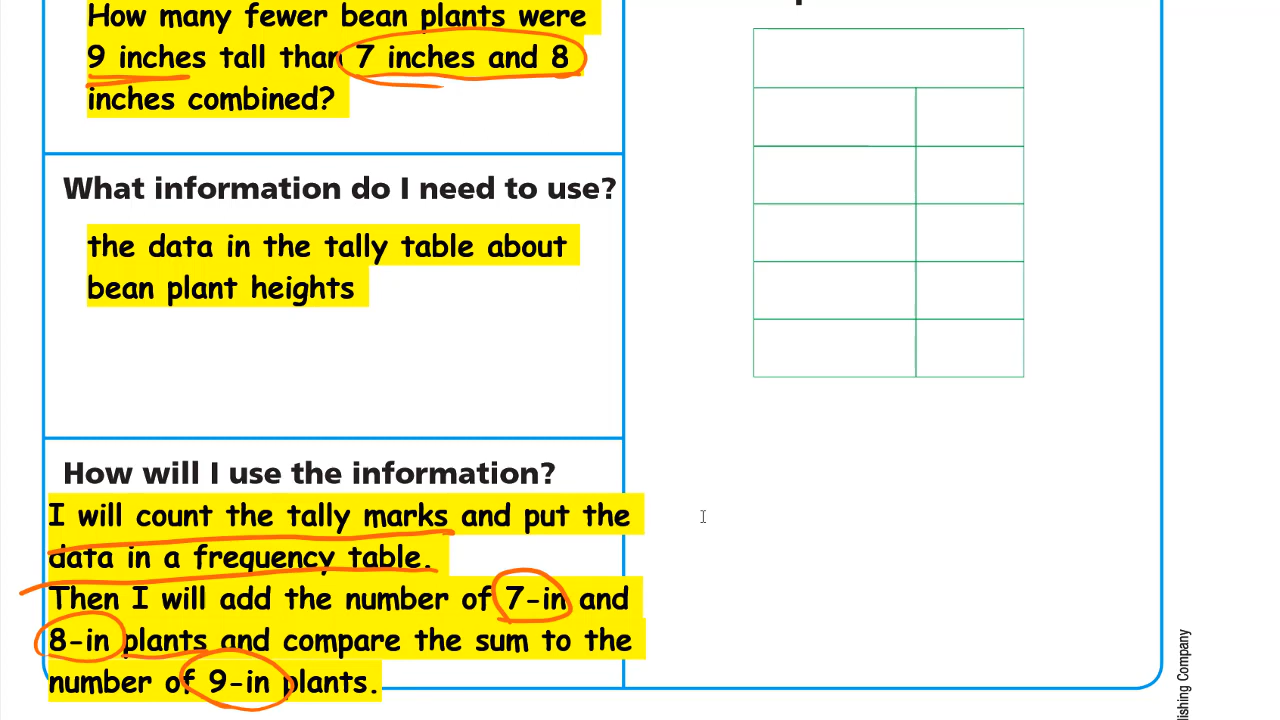 How many fewer bean plants were
9 inches tall than 7 inches and 8
inches combined?
What information do I need to use?
the data in the tally table about
bean plant heights
How will I use the information?
I will count the tally marks and put the
data in a frequency table.
Then I will add the number of 7-in and
8-in plants and compare the sum to the
number of 9-in plants.
lishing Company